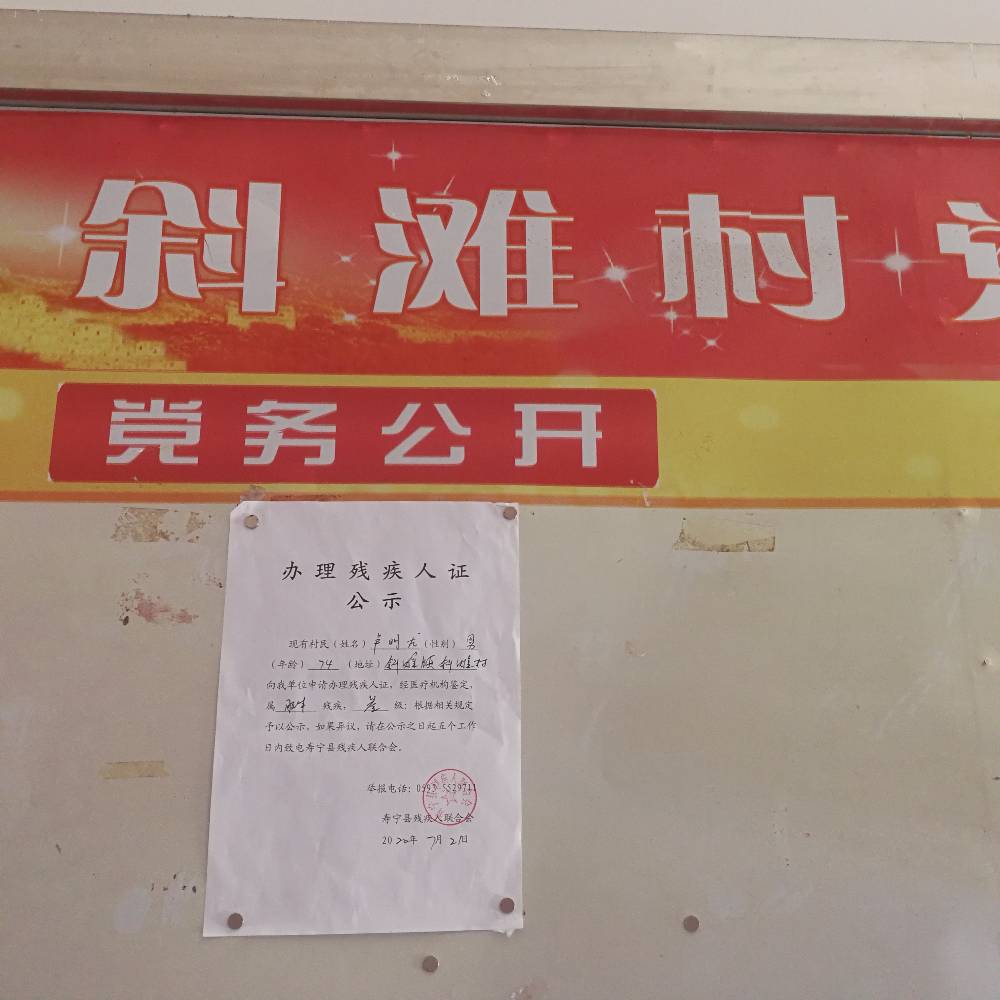 斜滩村党
党务公开
办理残疾人证
公示
现有村民（姓名）卢明龙（性别）男
（年龄）74（地址）斜滩镇斜滩村
向我单位申请办理残疾人证，经医疗机构鉴定，
属 残疾， 级；根据相关规定
予以公示，如果异议，请在公示之日起五个工作
日内致电寿宁县残疾人联合会。
举报电话：0593-5529711
寿宁县残疾人联合会
2020年 月21日